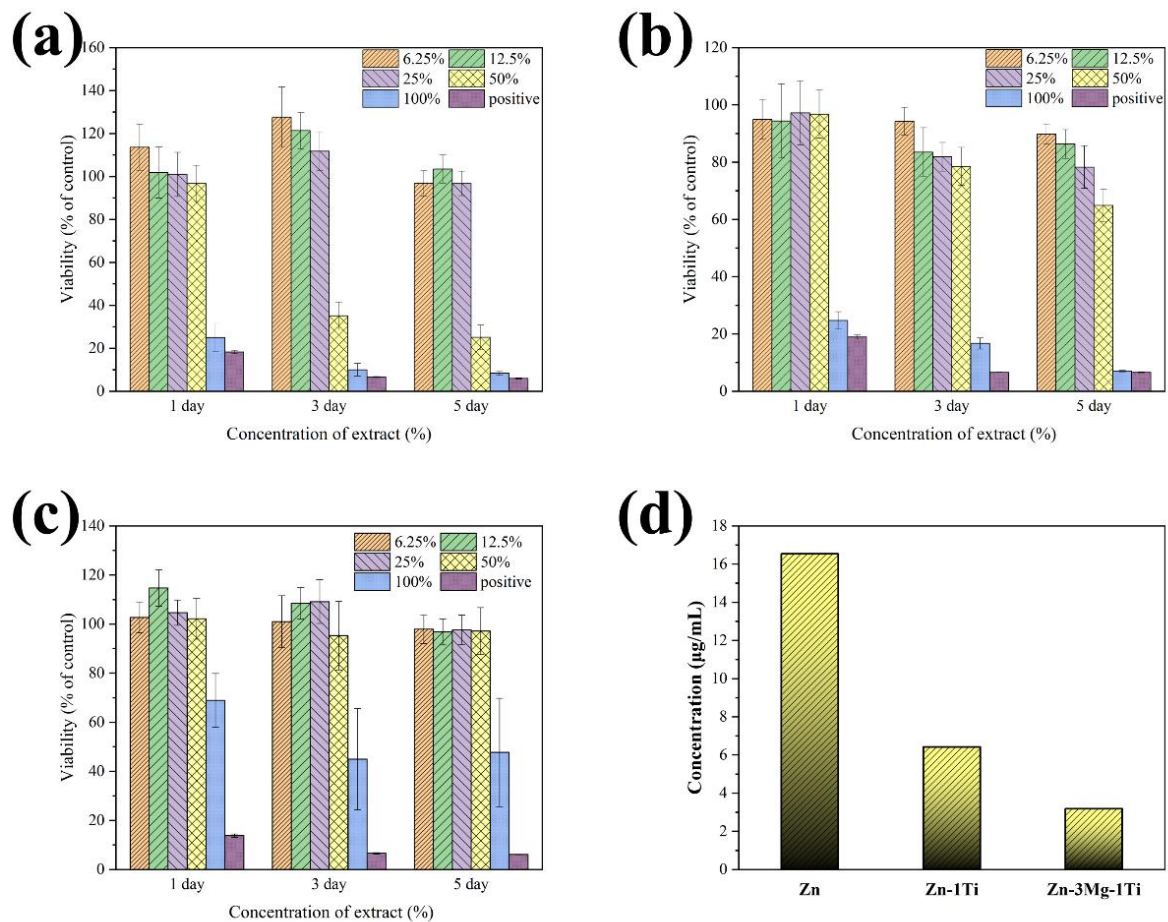 (a)
160
140
120
100
80
60
40
20
0
Viability (% of control)
6.25% 12.5%
25% 50%
100% positive
1 day 3 day 5 day
Concentration of extract (%)
(b)
120
100
80
60
40
20
0
Viability (% of control)
6.25% 12.5%
25% 50%
100% positive
1 day 3 day 5 day
Concentration of extract (%)
(c)
140
120
100
80
60
40
20
0
Viability (% of control)
6.25% 12.5%
25% 50%
100% positive
1 day 3 day 5 day
Concentration of extract (%)
(d)
18
16
14
12
10
8
6
4
2
0
Concentration (μg/mL)
Zn Zn-1Ti Zn-3Mg-1Ti